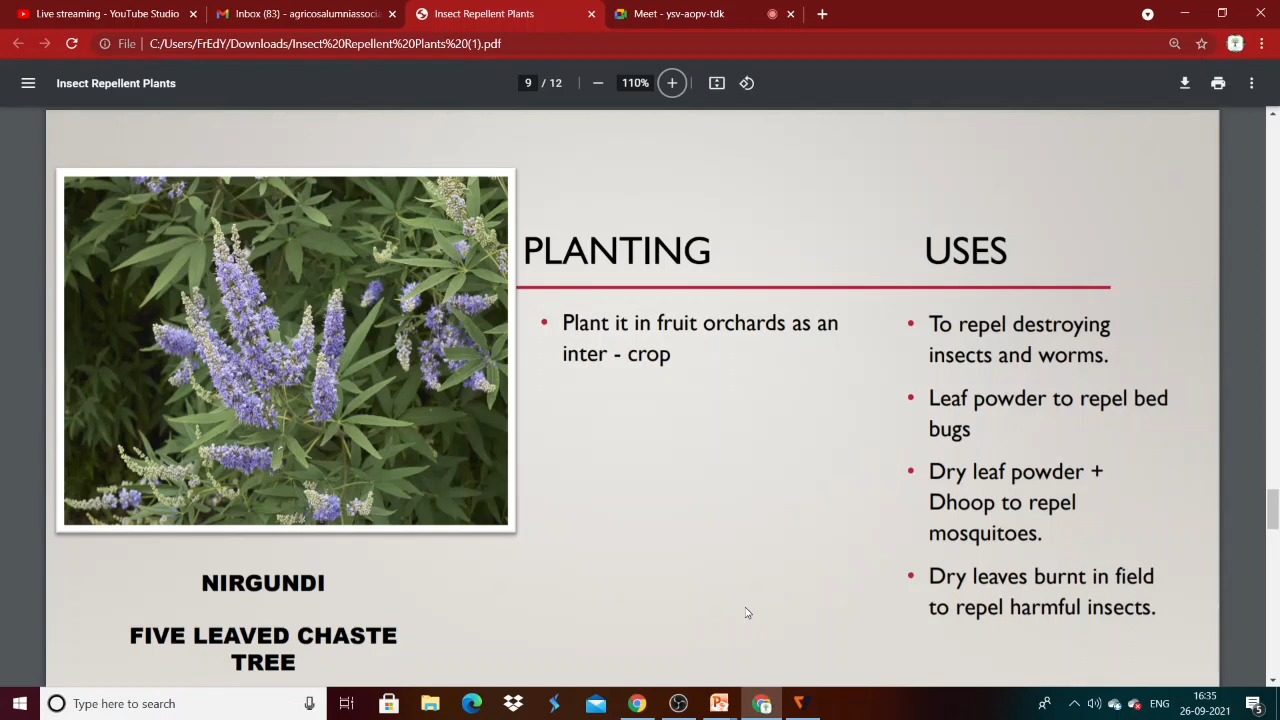 Live streaming - YouTube Studio
Inbox (83) - agricosalumniassocia
Insect Repellent Plants
Meet - ysv-aopv-tdk
File
C:/Users/FrEdY/Downloads/Insect%20Repellent%20Plants%20(1).pdf
Insect Repellent Plants
9 / 12
110%
PLANTING
• Plant it in fruit orchards as an
inter - crop
USES
• To repel destroying
insects and worms.
• Leaf powder to repel bed
bugs
• Dry leaf powder +
Dhoop to repel
mosquitoes.
• Dry leaves burnt in field
to repel harmful insects.
NIRGUNDI
FIVE LEAVED CHASTE
TREE
Type here to search
ENG
16:35
26-09-2021
5